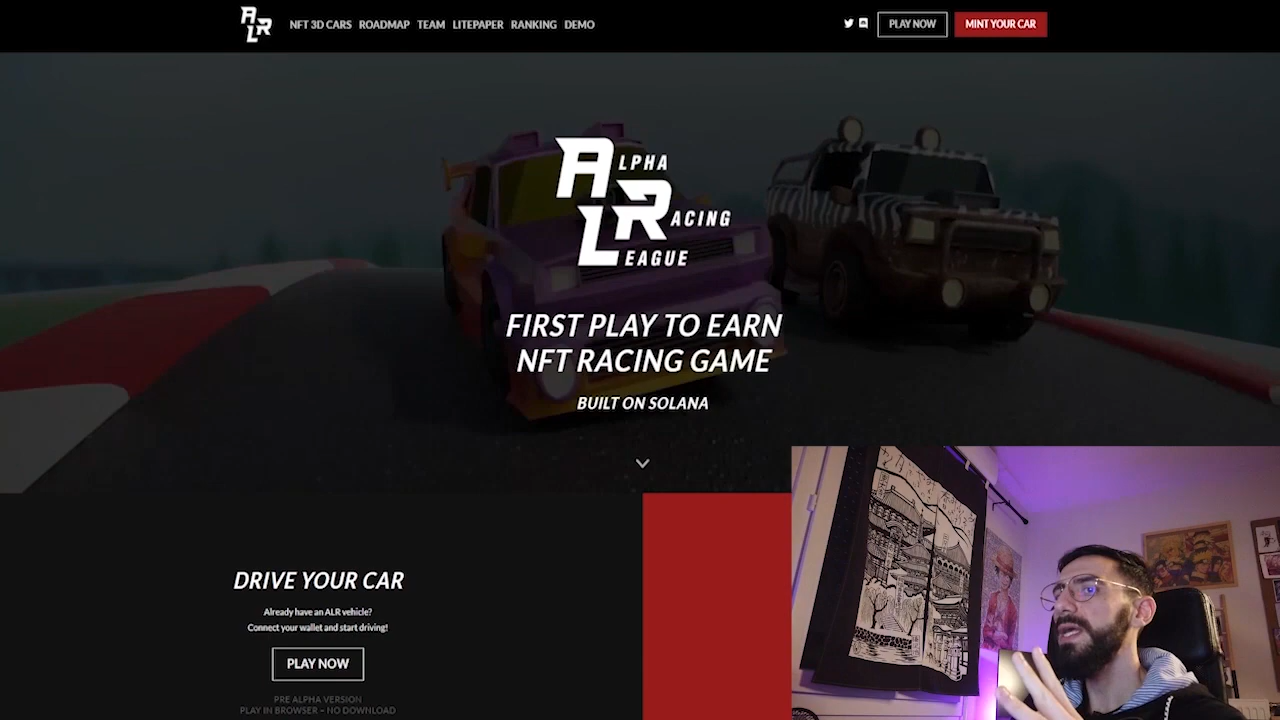 ALR
NFT 3D CARS ROADMAP TEAM LITEPAPER RANKING DEMO
PLAY NOW
MINT YOUR CAR
ALPHA
RACING
LEAGUE
FIRST PLAY TO EARN
NFT RACING GAME
BUILT ON SOLANA
DRIVE YOUR CAR
Already have an ALR vehicle?
Connect your wallet and start driving!
PLAY NOW
PRE ALPHA VERSION
PLAY IN BROWSER – NO DOWNLOAD